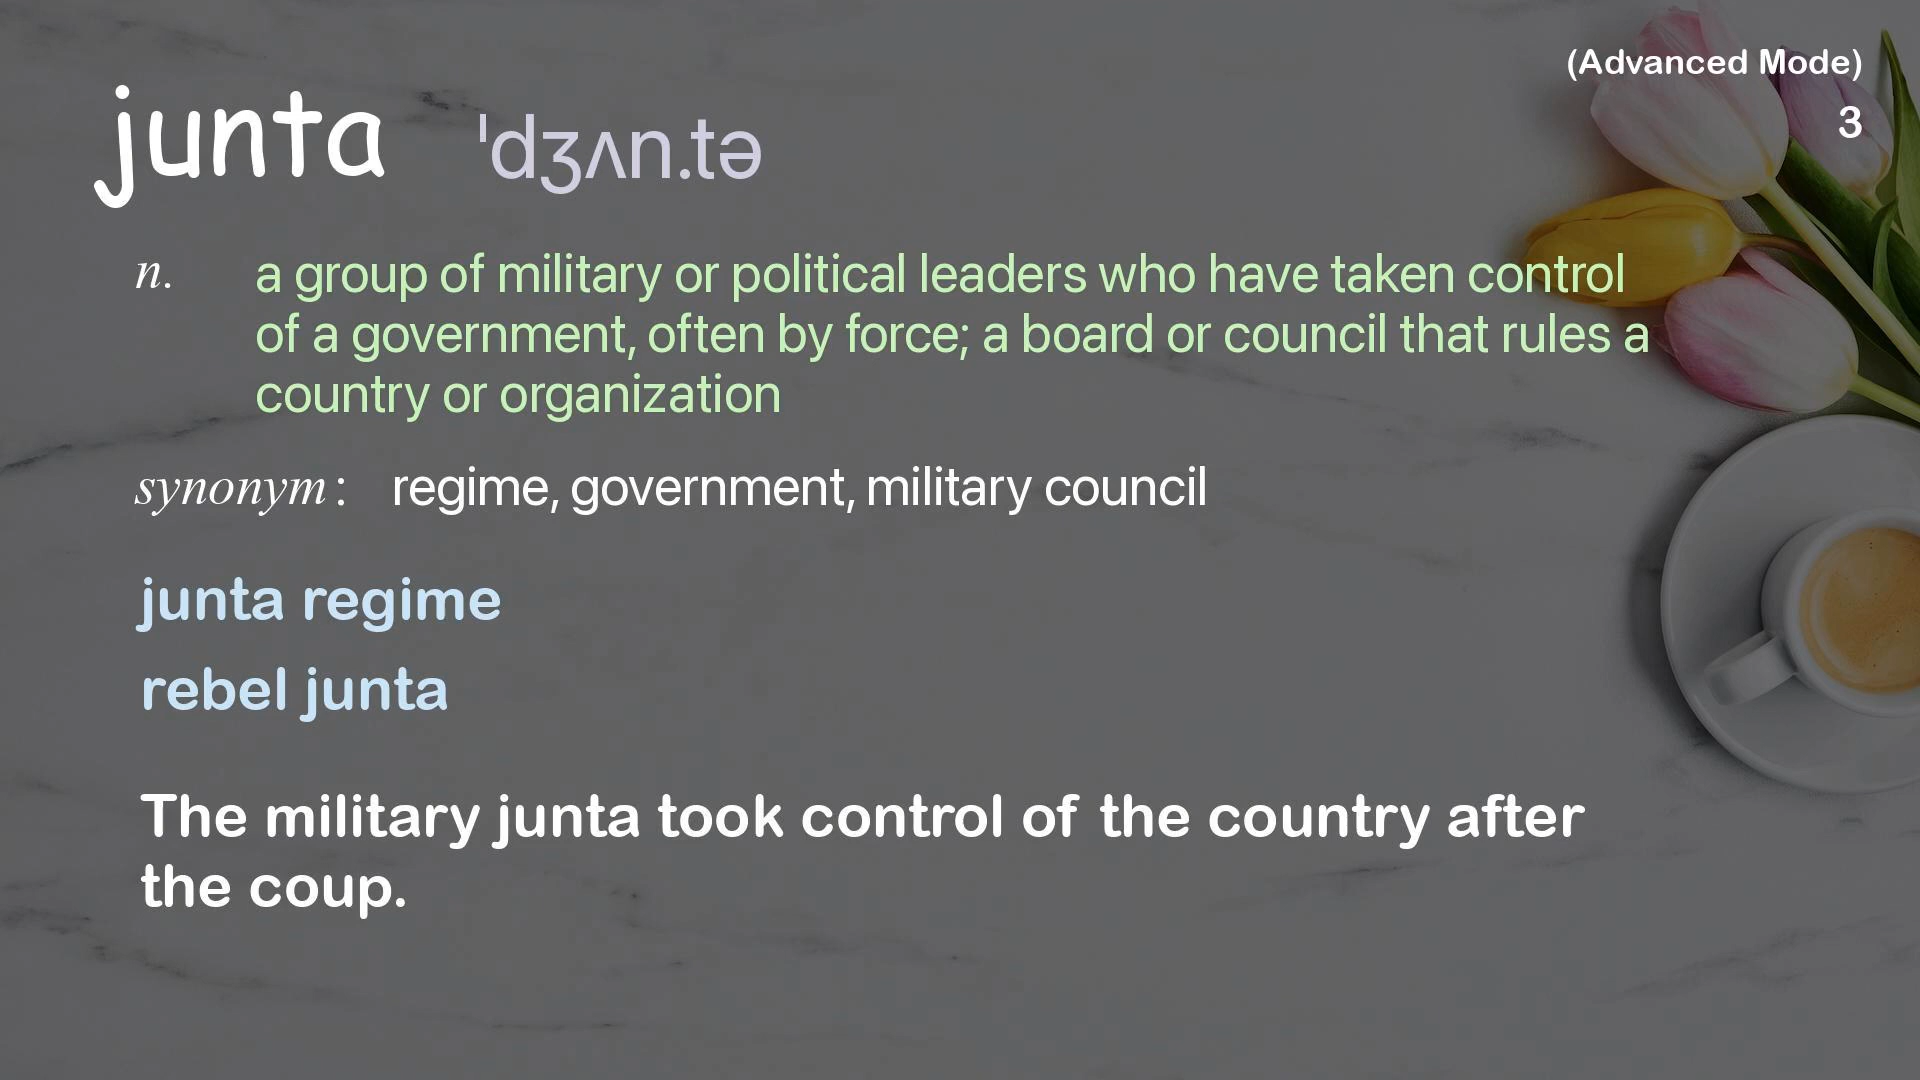 (Advanced Mode)
3
junta ˈdʒʌn.tə
n. a group of military or political leaders who have taken control
of a government, often by force; a board or council that rules a
country or organization
synonym: regime, government, military council
junta regime
rebel junta
The military junta took control of the country after
the coup.